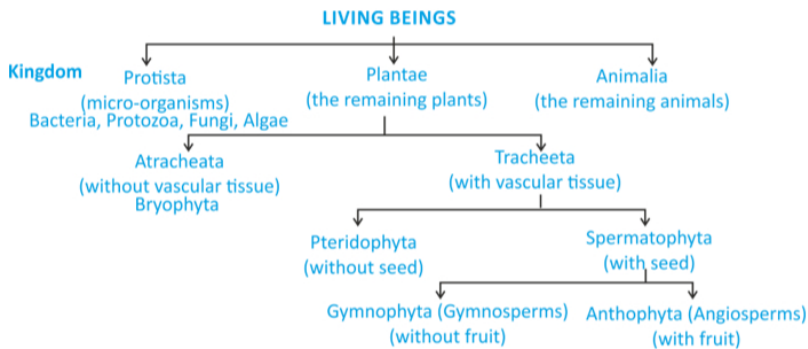 LIVING BEINGS
Kingdom
Protista
(micro-organisms)
Bacteria, Protozoa, Fungi, Algae
Plantae
(the remaining plants)
Animalia
(the remaining animals)
Atracheata
(without vascular tissue)
Bryophyta
Tracheeta
(with vascular tissue)
Pteridophyta
(without seed)
Spermatophyta
(with seed)
Gymnophyta (Gymnosperms)
(without fruit)
Anthophyta (Angiosperms)
(with fruit)